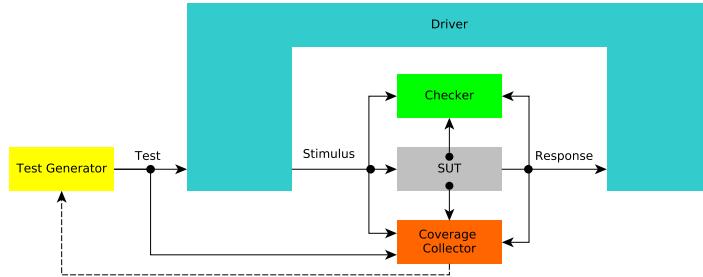 Driver
Checker
Stimulus
Test
Response
Test Generator
SUT
Coverage
Collector